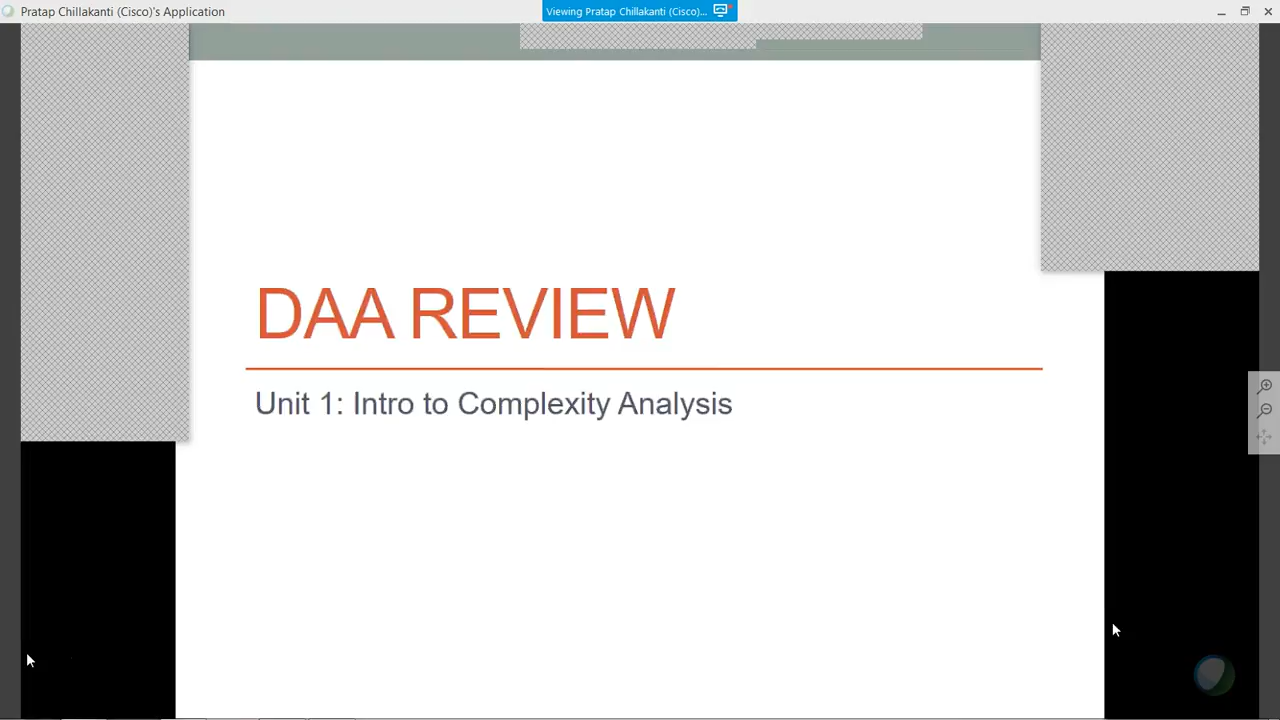 Pratap Chillakanti (Cisco)'s Application
Viewing Pratap Chillakanti (Cisco)...
DAA REVIEW
Unit 1: Intro to Complexity Analysis